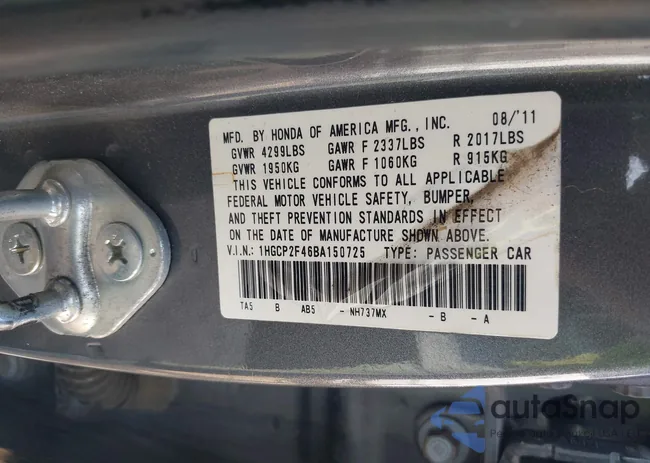 MFD. BY HONDA OF AMERICA MFG., INC. 08/'11
GVWR 4299LBS GAWR F 2337LBS R 2017LBS
GVWR 1950KG GAWR F 1060KG R 915KG
THIS VEHICLE CONFORMS TO ALL APPLICABLE
FEDERAL MOTOR VEHICLE SAFETY, BUMPER,
AND THEFT PREVENTION STANDARDS IN EFFECT
ON THE DATE OF MANUFACTURE SHOWN ABOVE.
V.I.N.: 1HGCP2F46BA150725 TYPE: PASSENGER CAR
TA5 B AB5 - NH737MX - B - A
autoSnap